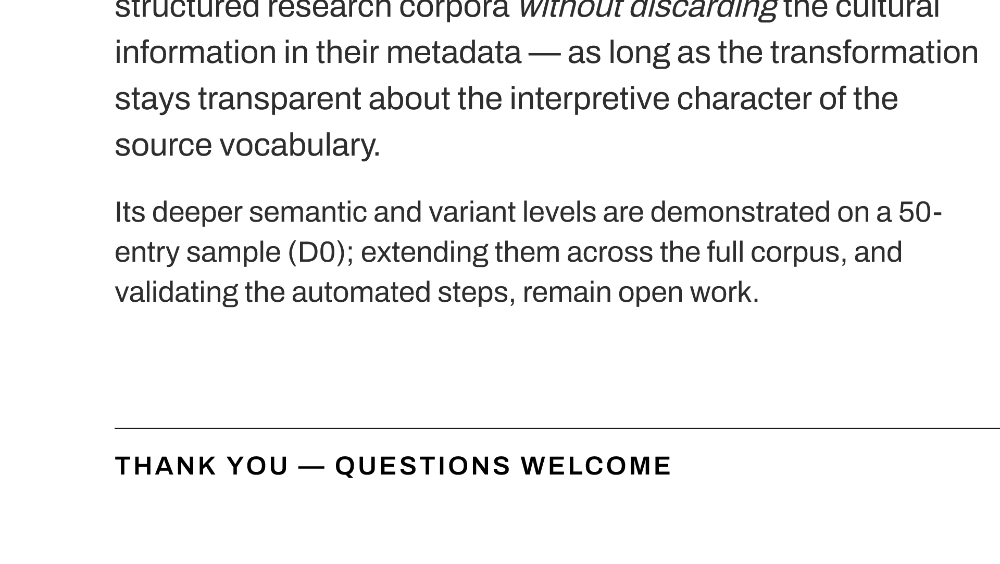 structured research corpora without discarding the cultural
information in their metadata — as long as the transformation
stays transparent about the interpretive character of the
source vocabulary.
Its deeper semantic and variant levels are demonstrated on a 50-
entry sample (D0); extending them across the full corpus, and
validating the automated steps, remain open work.
THANK YOU — QUESTIONS WELCOME